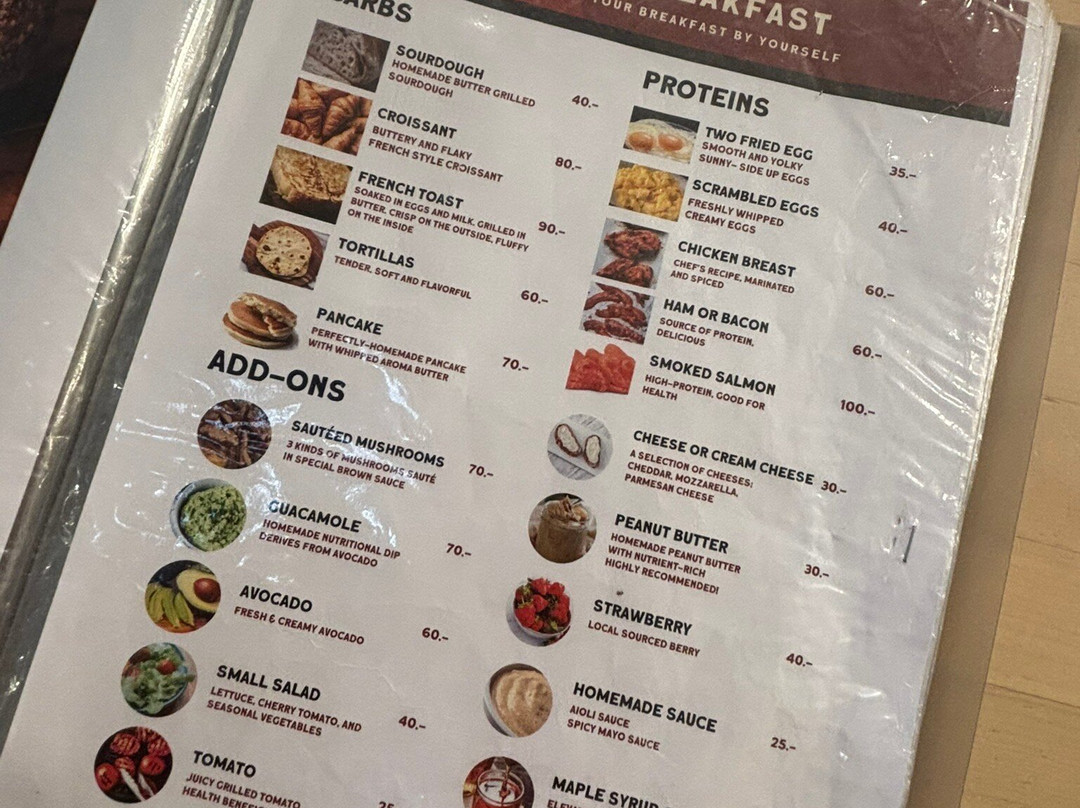 YOUR BREAKFAST BY YOURSELF
SOURDOUGH
HOMEMADE BUTTER GRILLED
SOURDOUGH
40.-
CROISSANT
BUTTERY AND FLAKY
FRENCH STYLE CROISSANT
80.-
FRENCH TOAST
SOAKED IN EGGS AND MILK, GRILLED IN
BUTTER, CRISP ON THE OUTSIDE, FLUFFY
ON THE INSIDE
90.-
TORTILLAS
TENDER, SOFT AND FLAVORFUL
60.-
PANCAKE
PERFECTLY-HOMEMADE PANCAKE
WITH WHIPPED AROMA BUTTER
70.-
PROTEINS
TWO FRIED EGG
SMOOTH AND YOLKY
SUNNY- SIDE UP EGGS
35.-
SCRAMBLED EGGS
FRESHLY WHIPPED
CREAMY EGGS
40.-
CHICKEN BREAST
CHEF'S RECIPE, MARINATED
AND SPICED
60.-
HAM OR BACON
SOURCE OF PROTEIN,
DELICIOUS
60.-
SMOKED SALMON
HIGH-PROTEIN, GOOD FOR
HEALTH
100.-
ADD-ONS
SAUTÉED MUSHROOMS
3 KINDS OF MUSHROOMS SAUTÉ
IN SPECIAL BROWN SAUCE
70.-
GUACAMOLE
HOMEMADE NUTRITIONAL DIP
DERIVES FROM AVOCADO
70.-
AVOCADO
FRESH & CREAMY AVOCADO
60.-
SMALL SALAD
LETTUCE, CHERRY TOMATO, AND
SEASONAL VEGETABLES
40.-
TOMATO
JUICY GRILLED TOMATO
HEALTH
CHEESE OR CREAM CHEESE 30.-
A SELECTION OF CHEESES:
CHEDDAR, MOZZARELLA,
PARMESAN CHEESE
PEANUT BUTTER
HOMEMADE PEANUT BUTTER
WITH NUTRIENT-RICH
HIGHLY RECOMMENDED!
30.-
STRAWBERRY
LOCAL SOURCED BERRY
40.-
HOMEMADE SAUCE
AIOLI SAUCE
SPICY MAYO SAUCE
25.-
MAPLE SYRUP